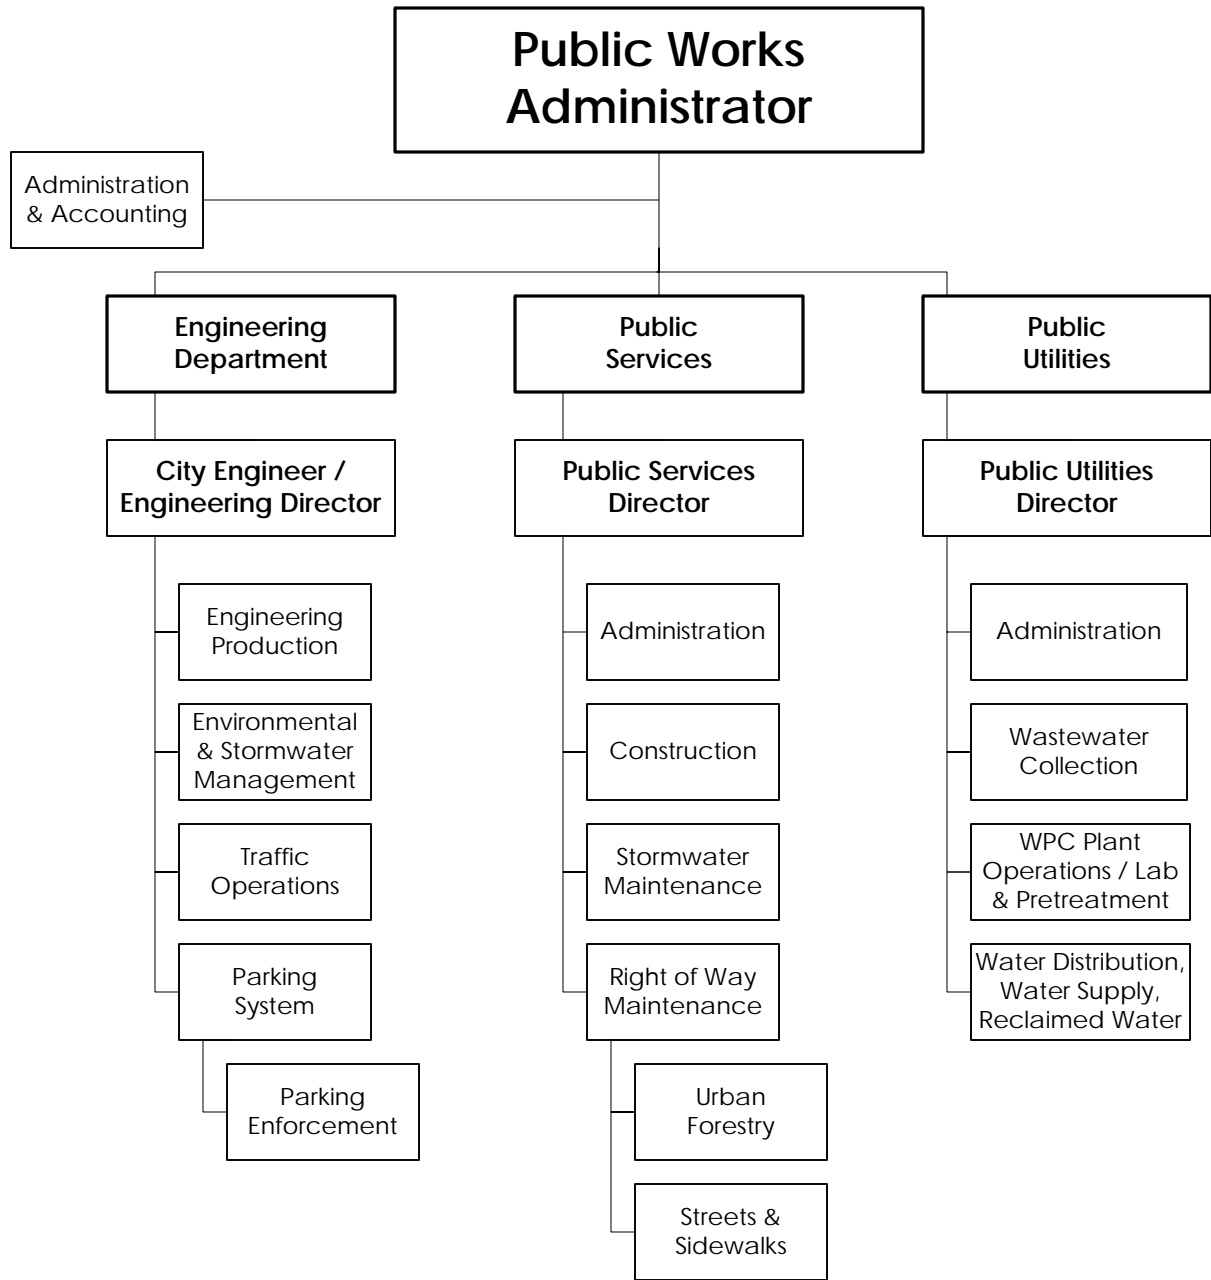 Public Works
Administrator
Administration
& Accounting
Engineering
Department
Public
Services
Public
Utilities
City Engineer /
Engineering Director
Public Services
Director
Public Utilities
Director
Engineering
Production
Administration
Administration
Environmental
& Stormwater
Management
Construction
Wastewater
Collection
Traffic
Operations
Stormwater
Maintenance
WPC Plant
Operations / Lab
& Pretreatment
Parking
System
Right of Way
Maintenance
Water Distribution,
Water Supply,
Reclaimed Water
Parking
Enforcement
Urban
Forestry
Streets &
Sidewalks